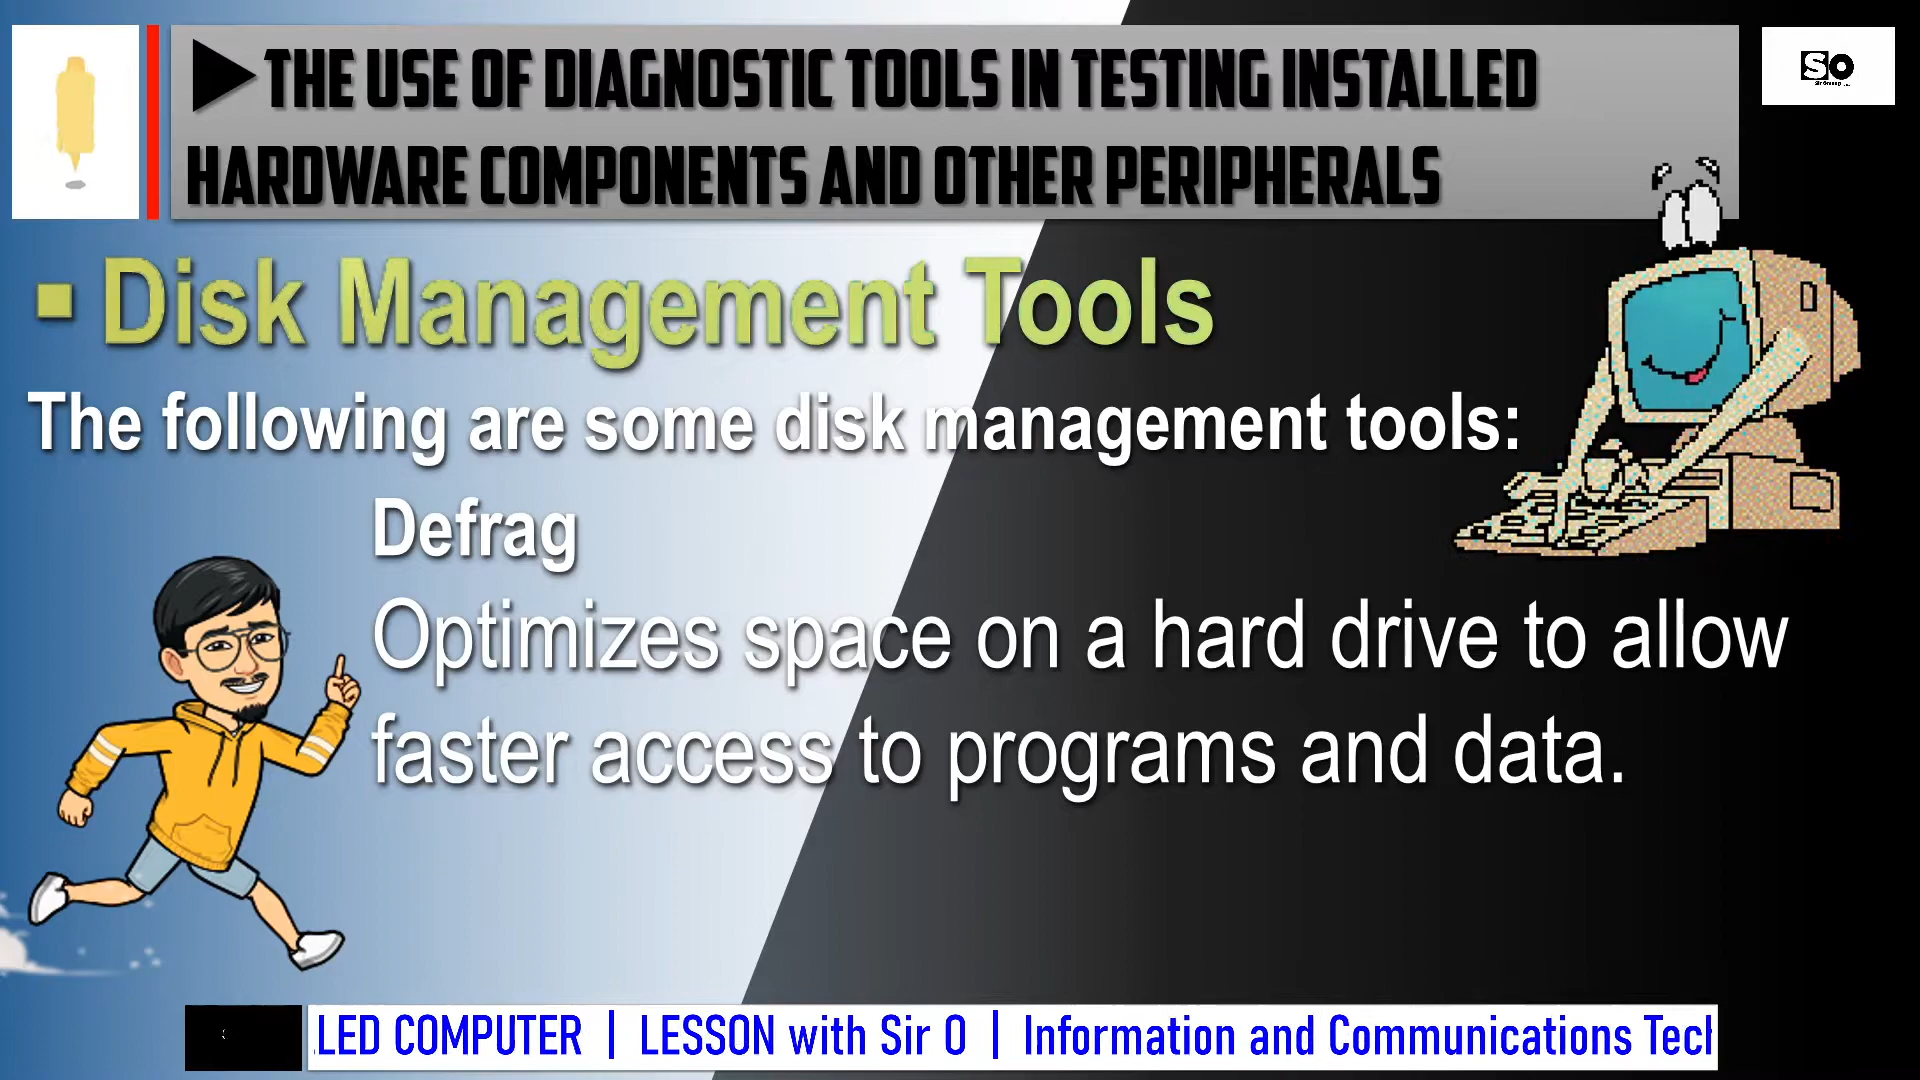 THE USE OF DIAGNOSTIC TOOLS IN TESTING INSTALLED
HARDWARE COMPONENTS AND OTHER PERIPHERALS
SO
▪ Disk Management Tools
The following are some disk management tools:
Defrag
Optimizes space on a hard drive to allow
faster access to programs and data.
LED COMPUTER | LESSON with Sir O | Information and Communications Tech